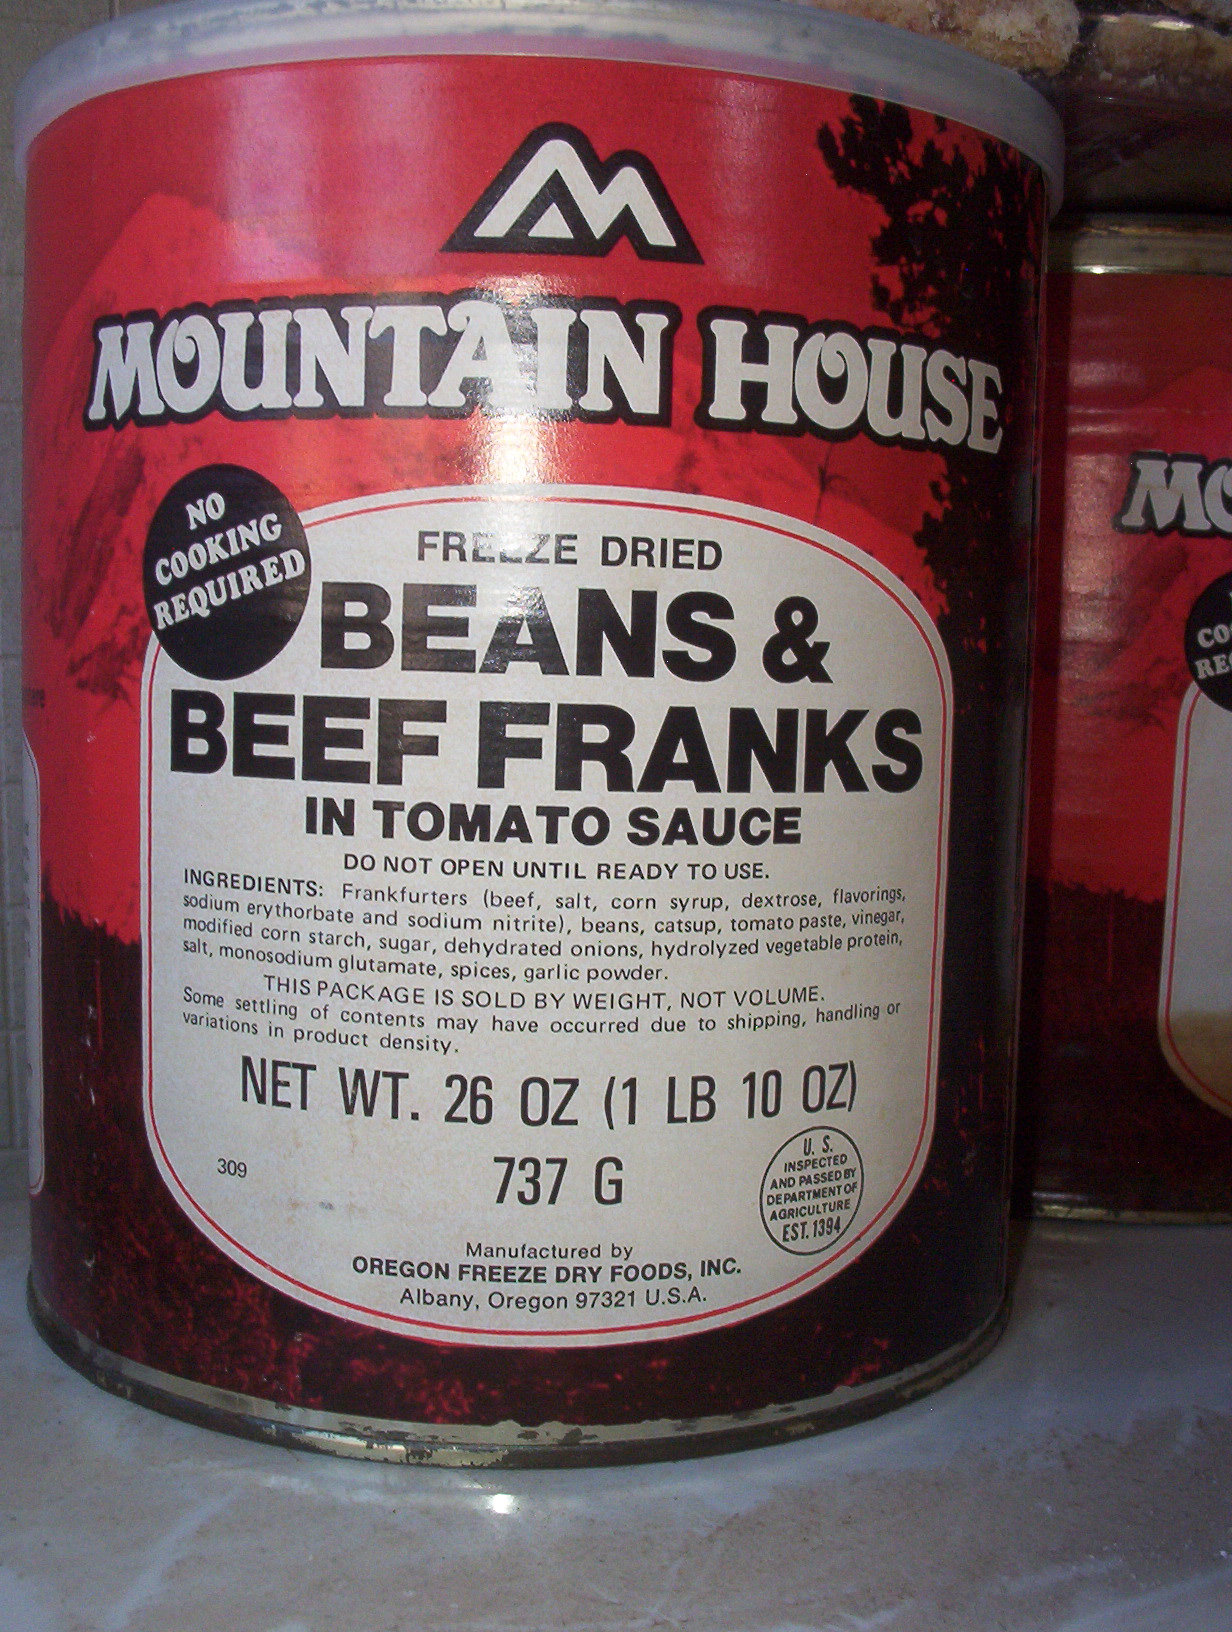 M
MOUNTAIN HOUSE
NO
COOKING
REQUIRED
FREEZE DRIED
BEANS &
BEEF FRANKS
IN TOMATO SAUCE
DO NOT OPEN UNTIL READY TO USE.
INGREDIENTS: Frankfurters (beef, salt, corn syrup, dextrose, flavorings,
sodium erythorbate and sodium nitrite), beans, catsup, tomato paste, vinegar,
modified corn starch, sugar, dehydrated onions, hydrolyzed vegetable protein,
salt, monosodium glutamate, spices, garlic powder.
THIS PACKAGE IS SOLD BY WEIGHT, NOT VOLUME.
Some settling of contents may have occurred due to shipping, handling or
variations in product density.
NET WT. 26 OZ (1 LB 10 OZ)
737 G
309
U. S.
INSPECTED
AND PASSED BY
DEPARTMENT OF
AGRICULTURE
EST. 1394
Manufactured by
OREGON FREEZE DRY FOODS, INC.
Albany, Oregon 97321 U.S.A.